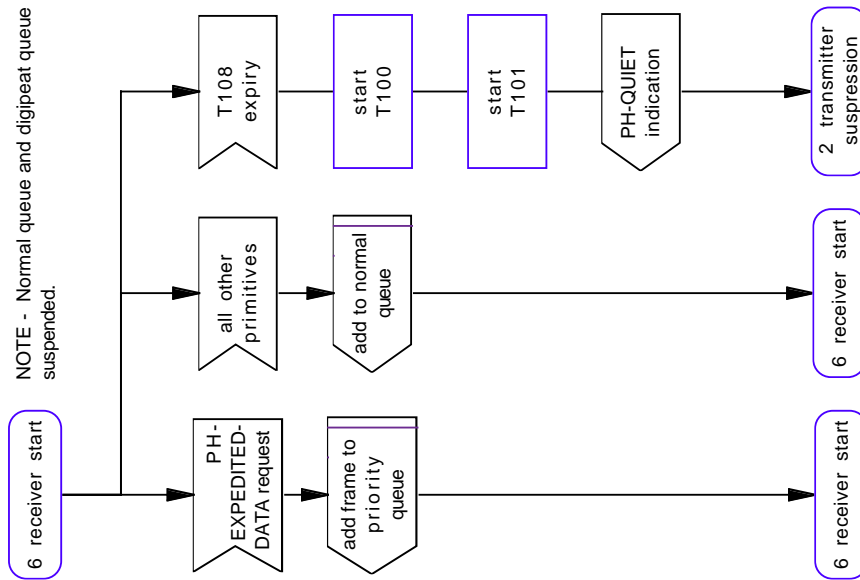 6 receiver start
NOTE - Normal queue and digipeat queue
suspended.
PH-
EXPEDITED-
DATA request
all other
primitives
T108
expiry
add frame to
priority
queue
add to normal
queue
start
T100
start
T101
PH-QUIET
indication
6 receiver start
6 receiver start
2 transmitter
suspression